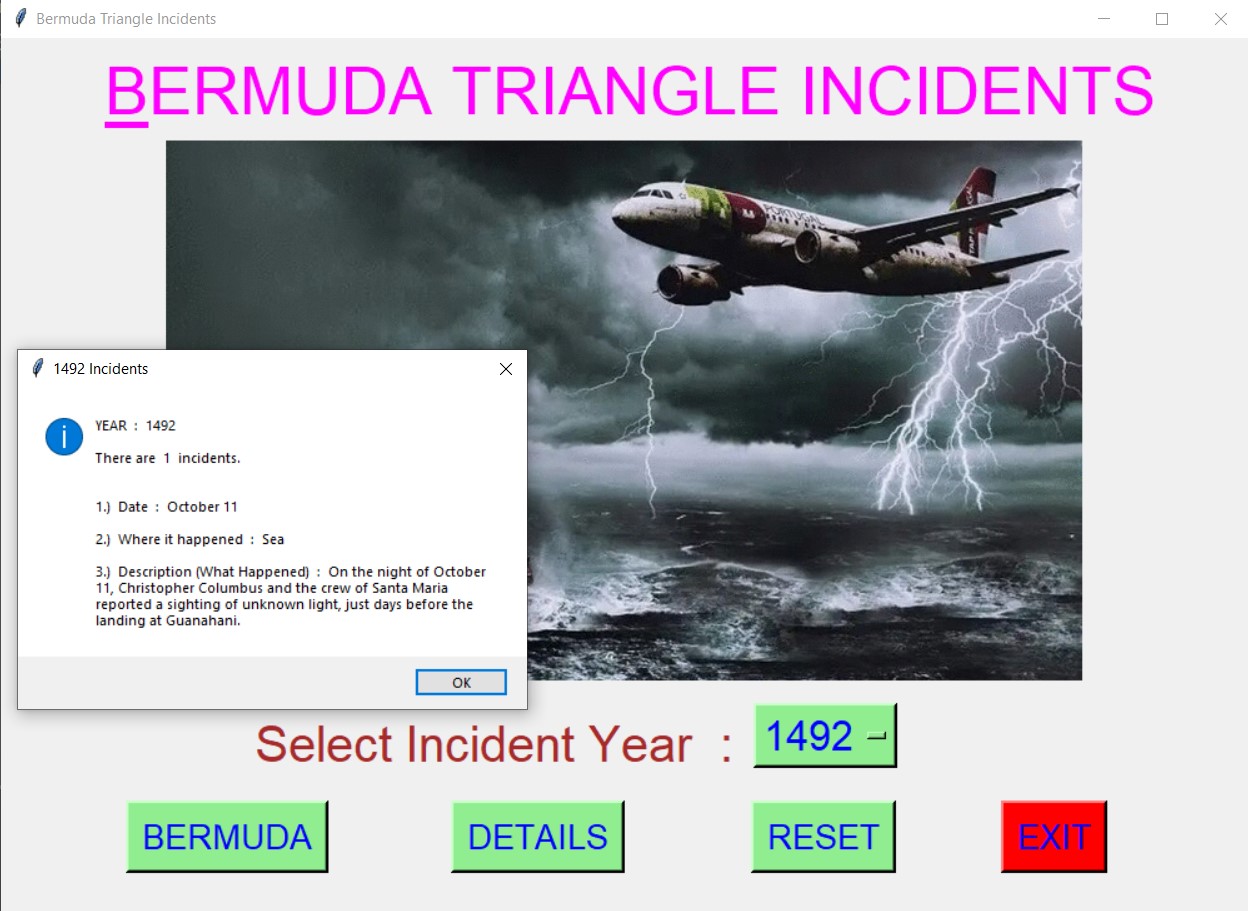 Bermuda Triangle Incidents
BERMUDA TRIANGLE INCIDENTS
PORTUGAL
TAP PORTUGAL
1492 Incidents
YEAR : 1492
There are 1 incidents.
1.) Date : October 11
2.) Where it happened : Sea
3.) Description (What Happened) : On the night of October
11, Christopher Columbus and the crew of Santa Maria
reported a sighting of unknown light, just days before the
landing at Guanahani.
OK
Select Incident Year :
1492
BERMUDA
DETAILS
RESET
EXIT